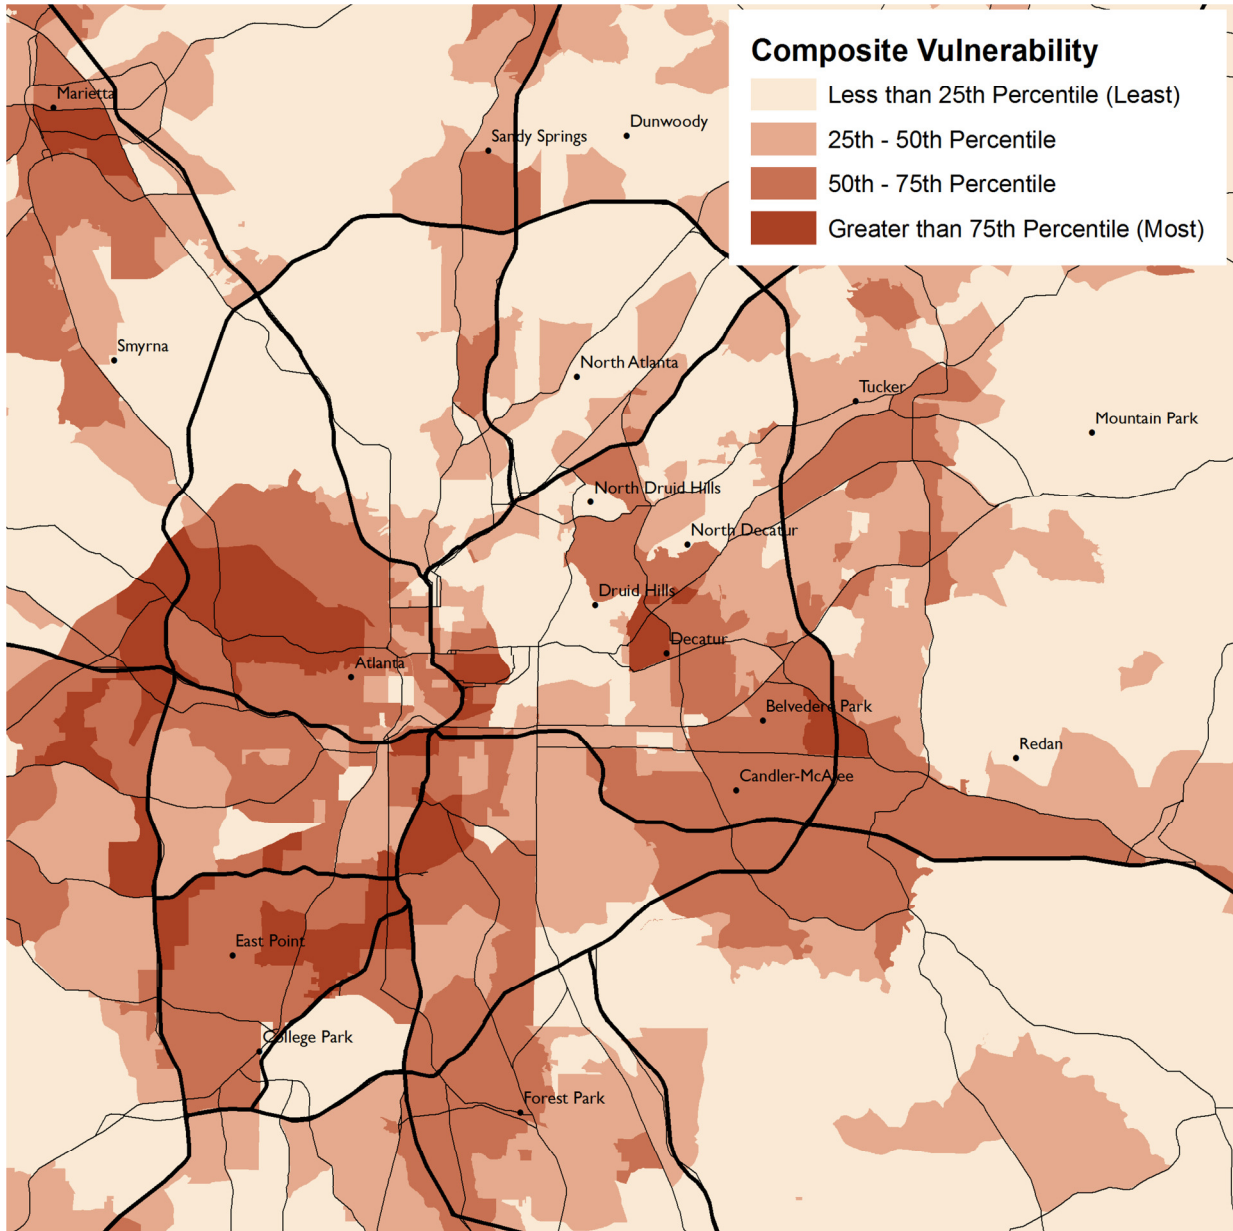 Composite Vulnerability
Less than 25th Percentile (Least)
25th - 50th Percentile
50th - 75th Percentile
Greater than 75th Percentile (Most)
Marietta
Dunwoody
Sandy Springs
Smyrna
North Atlanta
Tucker
Mountain Park
North Druid Hills
North Decatur
Druid Hills
Decatur
Atlanta
Belvedere Park
Redan
Candler-McAfee
East Point
College Park
Forest Park